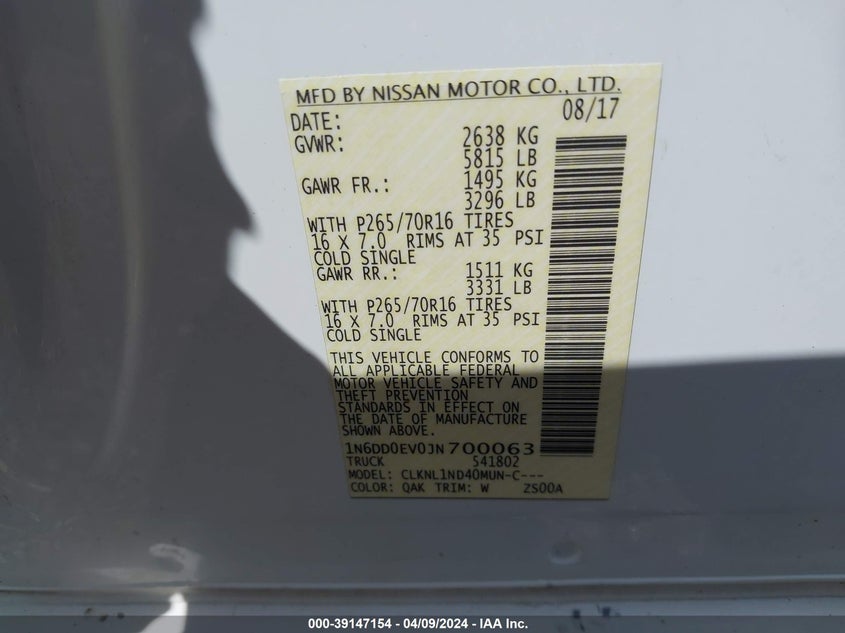 MFD BY NISSAN MOTOR CO., LTD.
DATE: 08/17
GVWR: 2638 KG
5815 LB
GAWR FR.: 1495 KG
3296 LB
WITH P265/70R16 TIRES
16 X 7.0 RIMS AT 35 PSI
COLD SINGLE
GAWR RR.: 1511 KG
3331 LB
WITH P265/70R16 TIRES
16 X 7.0 RIMS AT 35 PSI
COLD SINGLE
THIS VEHICLE CONFORMS TO
ALL APPLICABLE FEDERAL
MOTOR VEHICLE SAFETY AND
THEFT PREVENTION
STANDARDS IN EFFECT ON
THE DATE OF MANUFACTURE
SHOWN ABOVE.
1N6DD0EV0JN700063
TRUCK 541802
MODEL: CLKNL1ND40MUN-C---
COLOR: QAK TRIM: W ZS00A
000-39147154 - 04/09/2024 - IAA Inc.